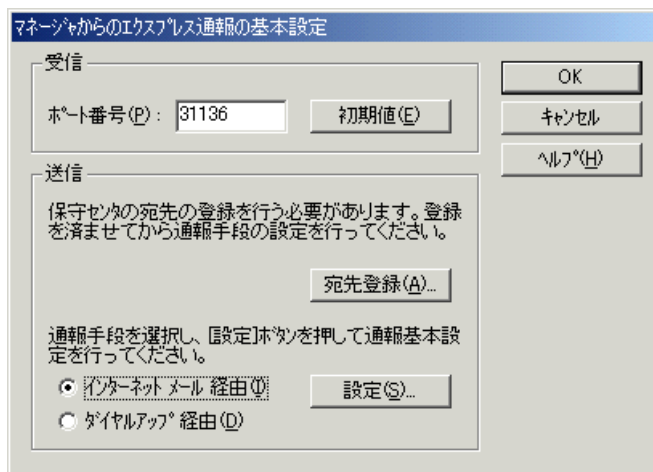 ﾏﾈｰｼﾞｬからのｴｸｽﾌﾟﾚｽ通報の基本設定
受信
ﾎﾟｰﾄ番号(P)： 31136 初期値(E)
OK
ｷｬﾝｾﾙ
ﾍﾙﾌﾟ(H)
送信
保守ｾﾝﾀの宛先の登録を行う必要があります。登録
を済ませてから通報手段の設定を行ってください。
宛先登録(A)...
通報手段を選択し、[設定]ﾎﾞﾀﾝを押して通報基本設
定を行ってください。
ｲﾝﾀｰﾈｯﾄ ﾒｰﾙ 経由(I) 設定(S)...
ﾀﾞｲﾔﾙｱｯﾌﾟ 経由(D)